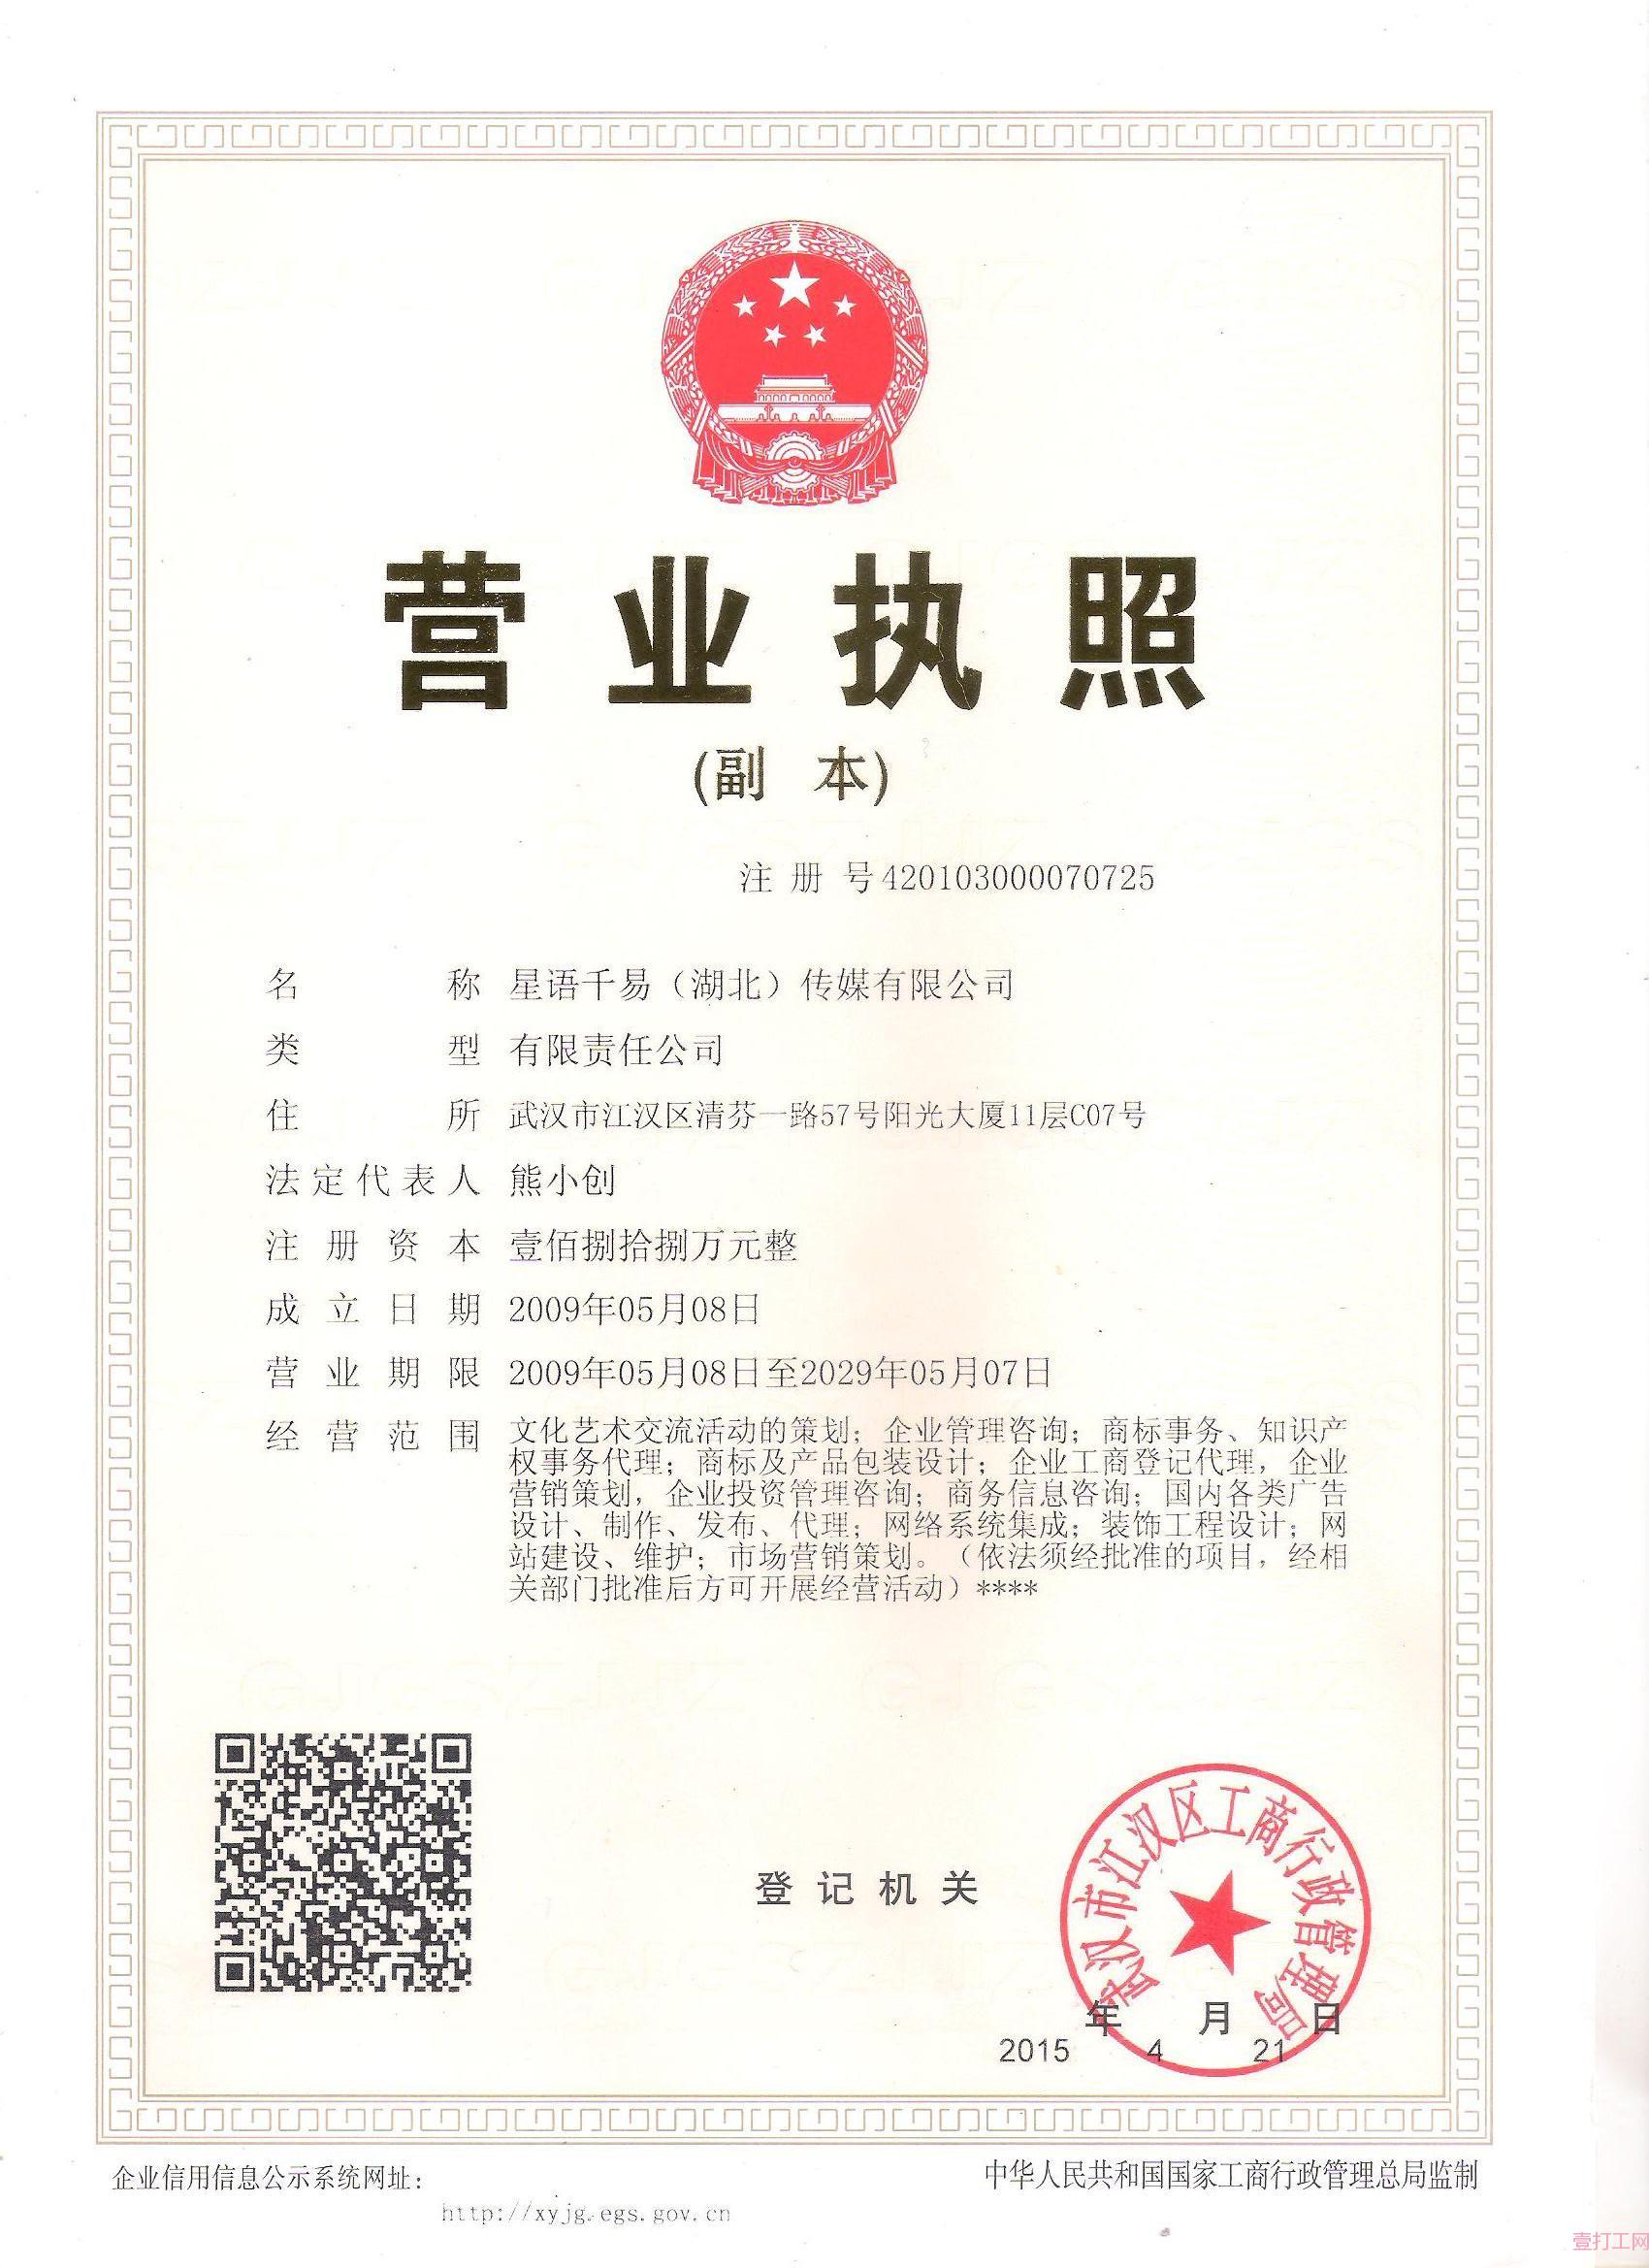 营业执照
(副 本)
注 册 号420103000070725
名 称 星语千易（湖北）传媒有限公司
类 型 有限责任公司
住 所 武汉市江汉区清芬一路57号阳光大厦11层C07号
法定代表人 熊小创
注册资本 壹佰捌拾捌万元整
成立日期 2009年05月08日
营业期限 2009年05月08日至2029年05月07日
经营范围 文化艺术交流活动的策划；企业管理咨询；商标事务、知识产
权事务代理；商标及产品包装设计；企业工商登记代理，企业
营销策划，企业投资管理咨询；商务信息咨询；国内各类广告
设计、制作、发布、代理；网络系统集成；装饰工程设计；网
站建设、维护；市场营销策划。（依法须经批准的项目，经相
关部门批准后方可开展经营活动）****
登记机关
武汉市江汉区工商行政管理局
年 月 日
2015 4 21
企业信用信息公示系统网址：
http://xyjg.egs.gov.cn
中华人民共和国国家工商行政管理总局监制
壹打工网